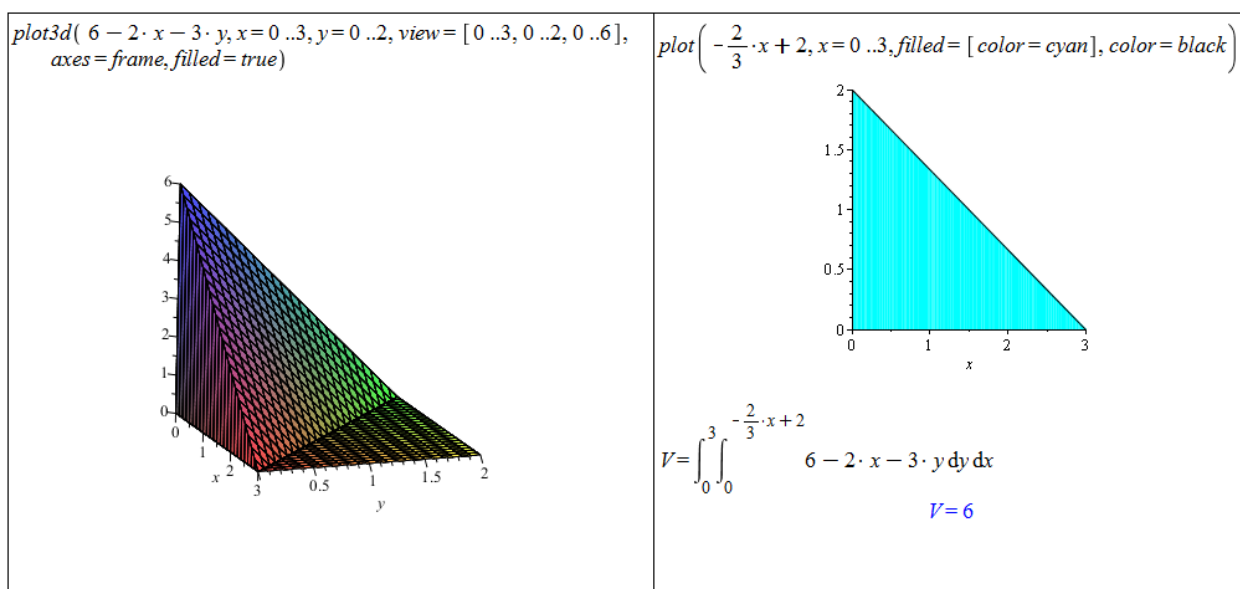 plot3d( 6 − 2· x − 3· y, x = 0 ..3, y = 0 ..2, view = [ 0 ..3, 0 ..2, 0 ..6],
axes = frame, filled = true)
6
5
4
3
2
1
0
0
1
x 2
3
0.5
1
1.5
2
y
plot( −2/3·x + 2, x = 0 ..3, filled = [ color = cyan], color = black)
2
1.5
1
0.5
0
0 1 2 3
x
V = ∫_0^3 ∫_0^{−2/3·x + 2} 6 − 2· x − 3· y dy dx
V = 6